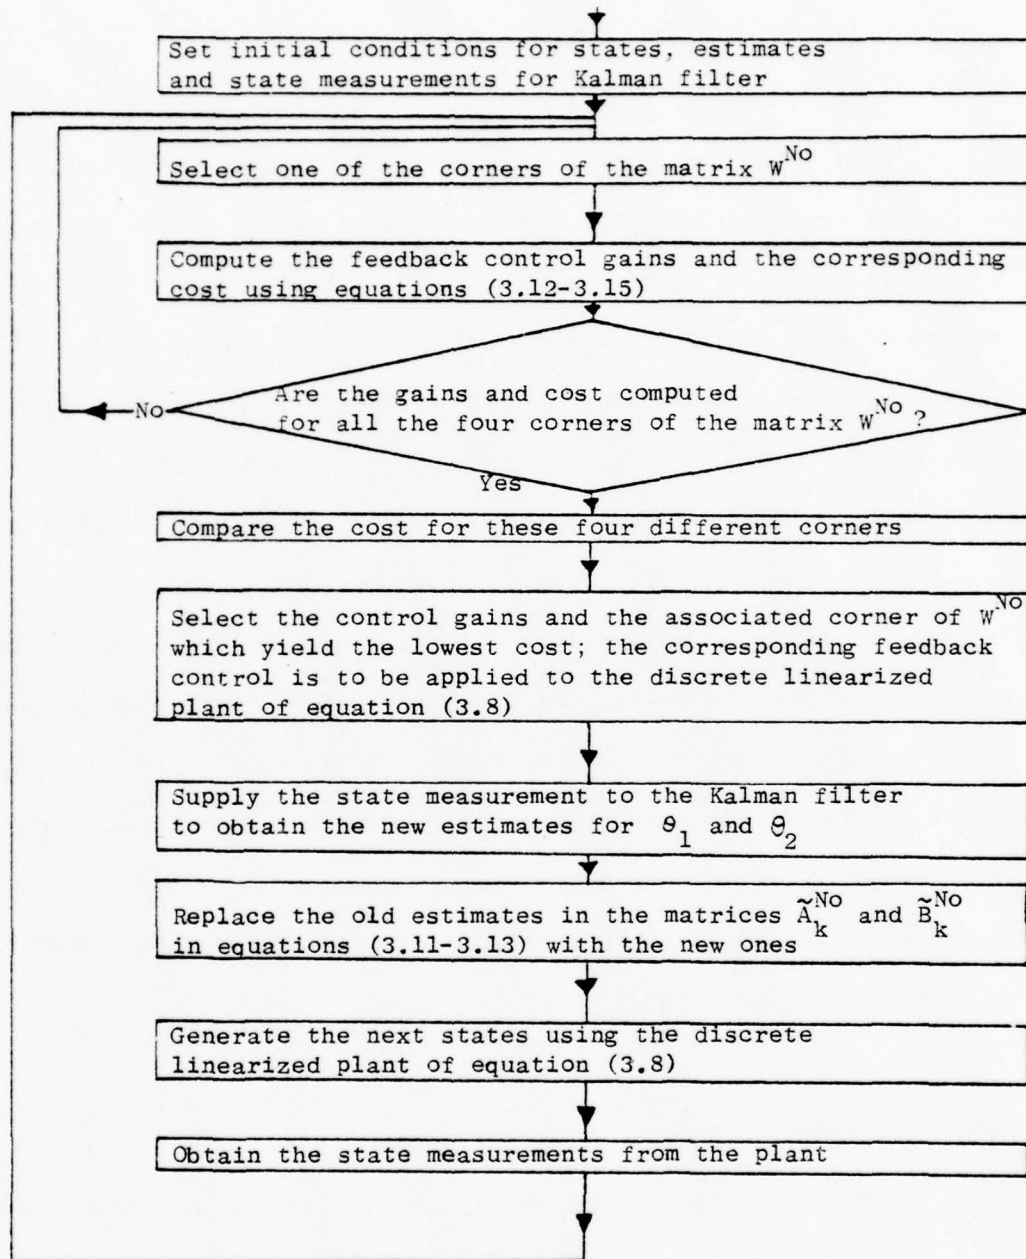 Set initial conditions for states, estimates
and state measurements for Kalman filter
Select one of the corners of the matrix W^No
Compute the feedback control gains and the corresponding
cost using equations (3.12-3.15)
Are the gains and cost computed
No
for all the four corners of the matrix W^No ?
Yes
Compare the cost for these four different corners
Select the control gains and the associated corner of W^No
which yield the lowest cost; the corresponding feedback
control is to be applied to the discrete linearized
plant of equation (3.8)
Supply the state measurement to the Kalman filter
to obtain the new estimates for θ_1 and θ_2
Replace the old estimates in the matrices Ã_k^No and B̃_k^No
in equations (3.11-3.13) with the new ones
Generate the next states using the discrete
linearized plant of equation (3.8)
Obtain the state measurements from the plant